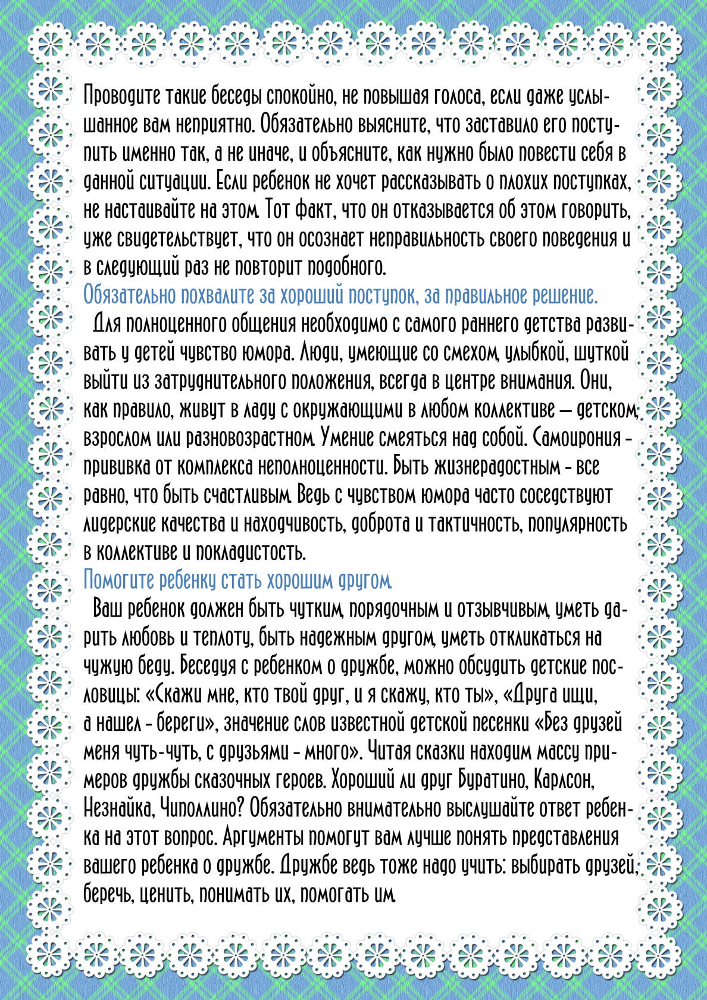 Проводите такие беседы спокойно, не повышая голоса, если даже услы-
шанное вам неприятно. Обязательно выясните, что заставило его посту-
пить именно так, а не иначе, и объясните, как нужно было повести себя в
данной ситуации. Если ребенок не хочет рассказывать о плохих поступках,
не настаивайте на этом. Тот факт, что он отказывается об этом говорить,
уже свидетельствует, что он осознает неправильность своего поведения и
в следующий раз не повторит подобного.
Обязательно похвалите за хороший поступок, за правильное решение.
Для полноценного общения необходимо с самого раннего детства разви-
вать у детей чувство юмора. Люди, умеющие со смехом, улыбкой, шуткой
выйти из затруднительного положения, всегда в центре внимания. Они,
как правило, живут в ладу с окружающими в любом коллективе — детском,
взрослом или разновозрастном. Умение смеяться над собой. Самоирония –
прививка от комплекса неполноценности. Быть жизнерадостным – все
равно, что быть счастливым. Ведь с чувством юмора часто соседствуют
лидерские качества и находчивость, доброта и тактичность, популярность
в коллективе и покладистость.
Помогите ребенку стать хорошим другом.
Ваш ребенок должен быть чутким, порядочным и отзывчивым, уметь да-
рить любовь и теплоту, быть надежным другом, уметь откликаться на
чужую беду. Беседуя с ребенком о дружбе, можно обсудить детские пос-
ловицы: «Скажи мне, кто твой друг, и я скажу, кто ты», «Друга ищи,
а нашел – береги», значение слов известной детской песенки «Без друзей
меня чуть-чуть, с друзьями – много». Читая сказки находим массу при-
меров дружбы сказочных героев. Хороший ли друг Буратино, Карлсон,
Незнайка, Чиполлино? Обязательно внимательно выслушайте ответ ребен-
ка на этот вопрос. Аргументы помогут вам лучше понять представления
вашего ребенка о дружбе. Дружбе ведь тоже надо учить: выбирать друзей,
беречь, ценить, понимать их, помогать им.